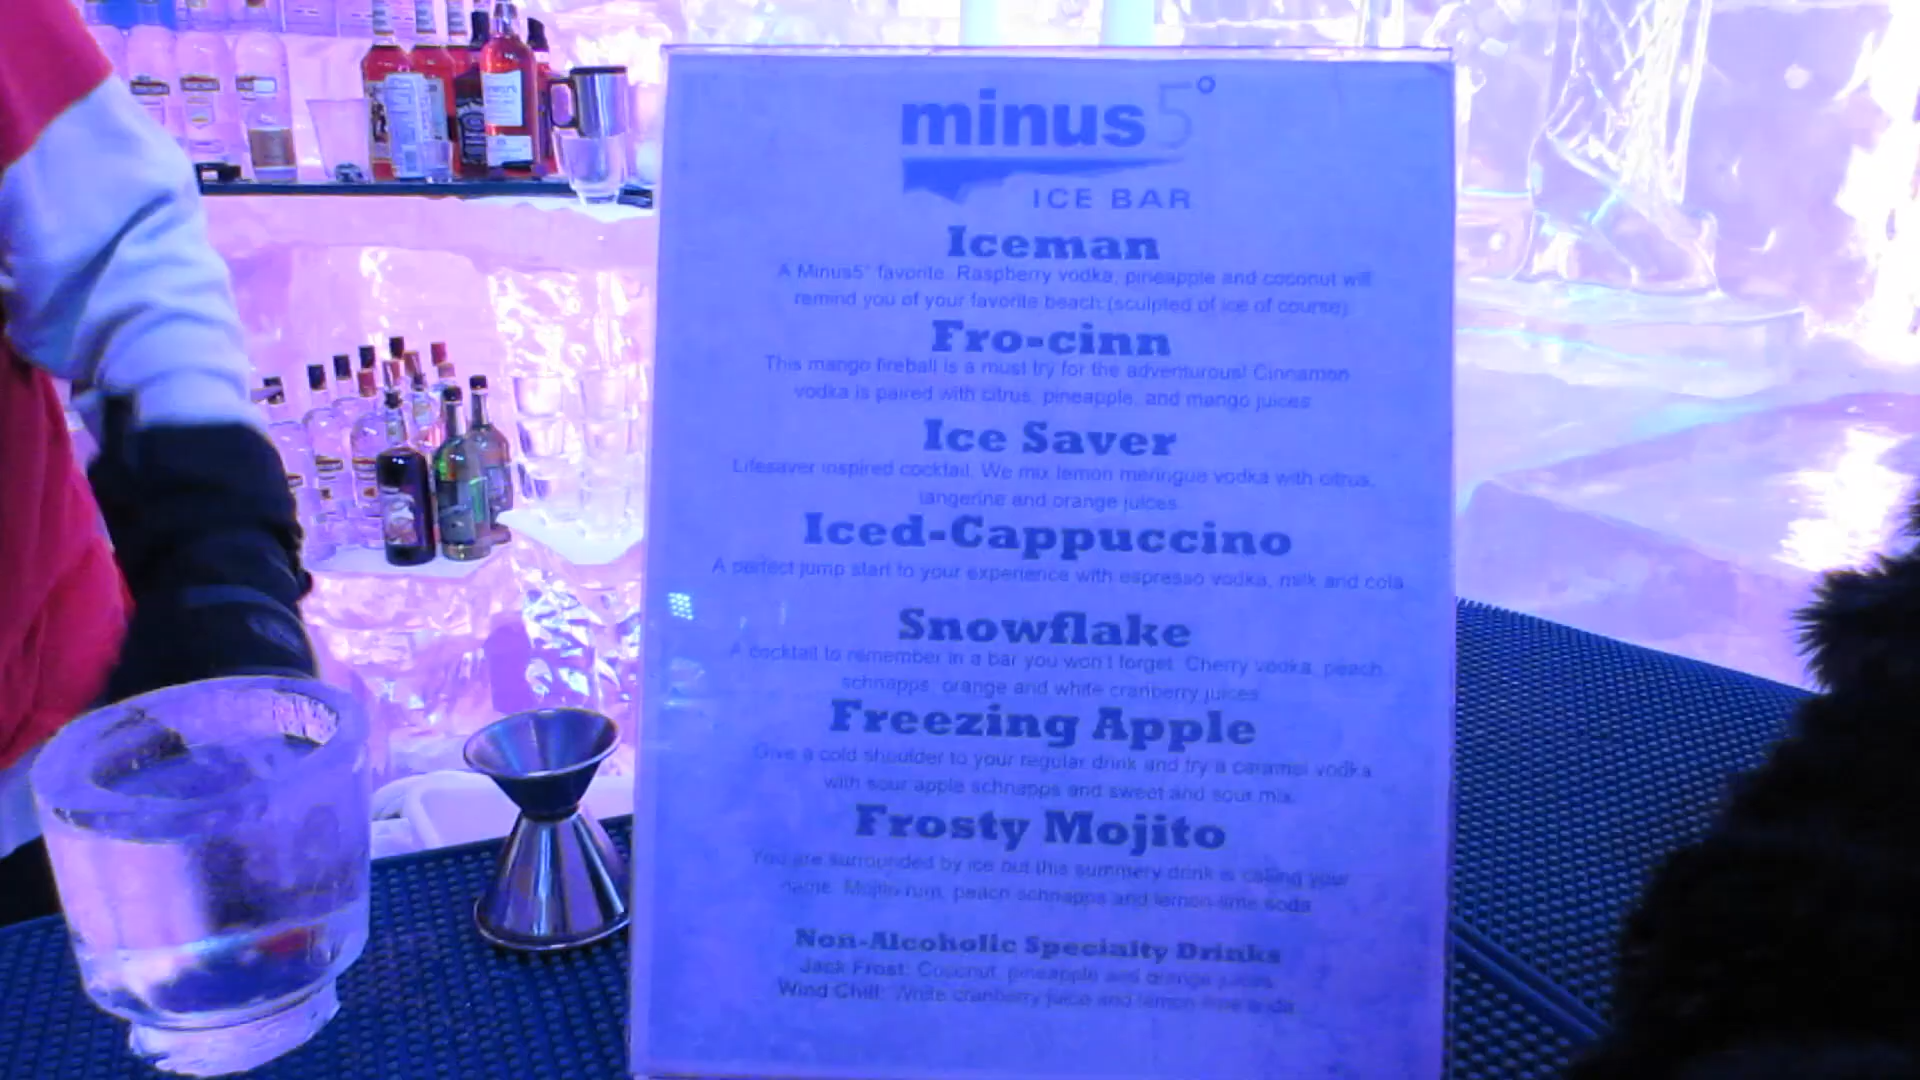 minus5°
ICE BAR
Iceman
A Minus5° favorite. Raspberry vodka, pineapple and coconut will
remind you of your favorite beach (sculpted of ice of course).
Fro-cinn
This mango fireball is a must try for the adventurous! Cinnamon
vodka is paired with citrus, pineapple, and mango juices.
Ice Saver
Lifesaver inspired cocktail. We mix lemon meringue vodka with citrus,
tangerine and orange juices.
Iced-Cappuccino
A perfect jump start to your experience with espresso vodka, milk and cola
Snowflake
A cocktail to remember in a bar you won't forget. Cherry vodka, peach
schnapps, orange and white cranberry juices.
Freezing Apple
Give a cold shoulder to your regular drink and try a caramel vodka
with sour apple schnapps and sweet and sour mix.
Frosty Mojito
You are surrounded by ice but this summery drink is calling your
name. Mojito rum, peach schnapps and lemon-lime soda.
Non-Alcoholic Specialty Drinks
Jack Frost: Coconut, pineapple and orange juices.
Wind Chill: White cranberry juice and lemon-lime soda.